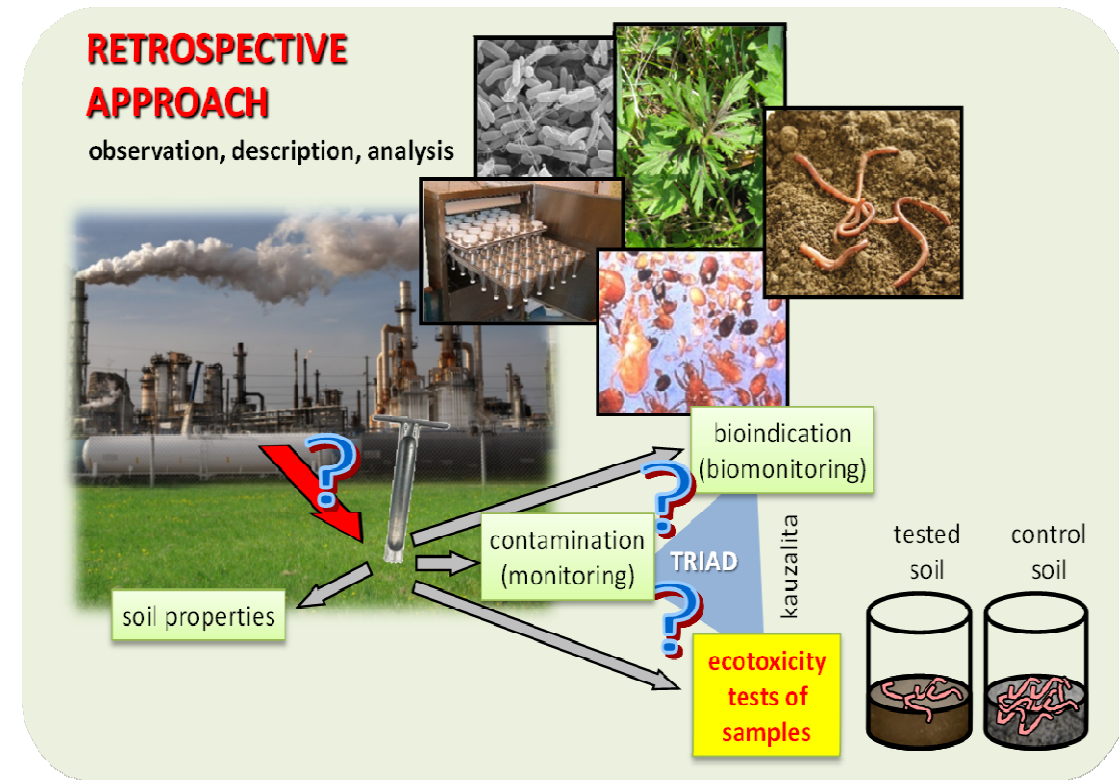 RETROSPECTIVE
APPROACH
observation, description, analysis
?
bioindication
(biomonitoring)
?
contamination
(monitoring)
TRIAD
kauzalita
tested
soil
control
soil
soil properties
?
ecotoxicity
tests of
samples